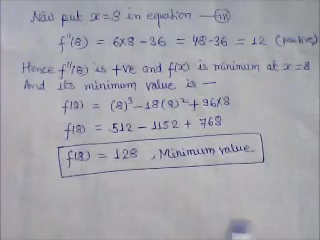 Now put x=8 in equation — (iii)
f''(8) = 6×8 - 36 = 48-36 = 12 (positive)
Hence f''(8) is +ve and f(x) is minimum at x=8
And its minimum value is —
f(8) = (8)³ -18(8)² + 96×8
f(8) = 512 - 1152 + 768
f(8) = 128 , Minimum value